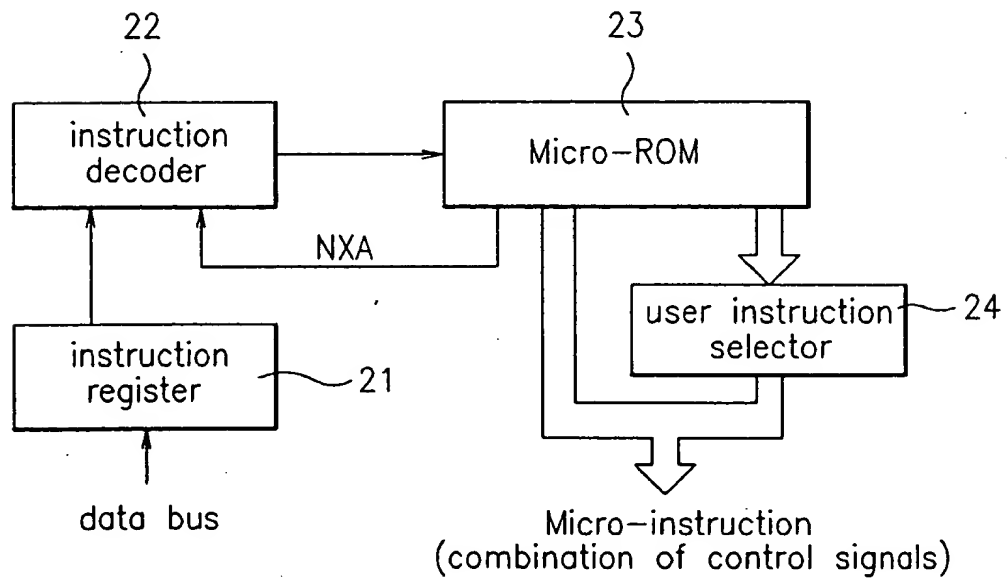 22
23
instruction
decoder
Micro-ROM
NXA
user instruction
selector
24
instruction
register
21
data bus
Micro-instruction
(combination of control signals)